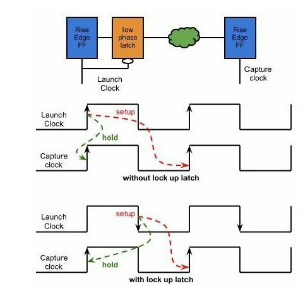 Rise
Edge
FF
low
phase
latch
Rise
Edge
FF
Launch
Clock
Capture
clock
Launch
Clock
setup
hold
Capture
Clock
without lock up latch
Launch
Clock
setup
Capture
clock
hold
with lock up latch